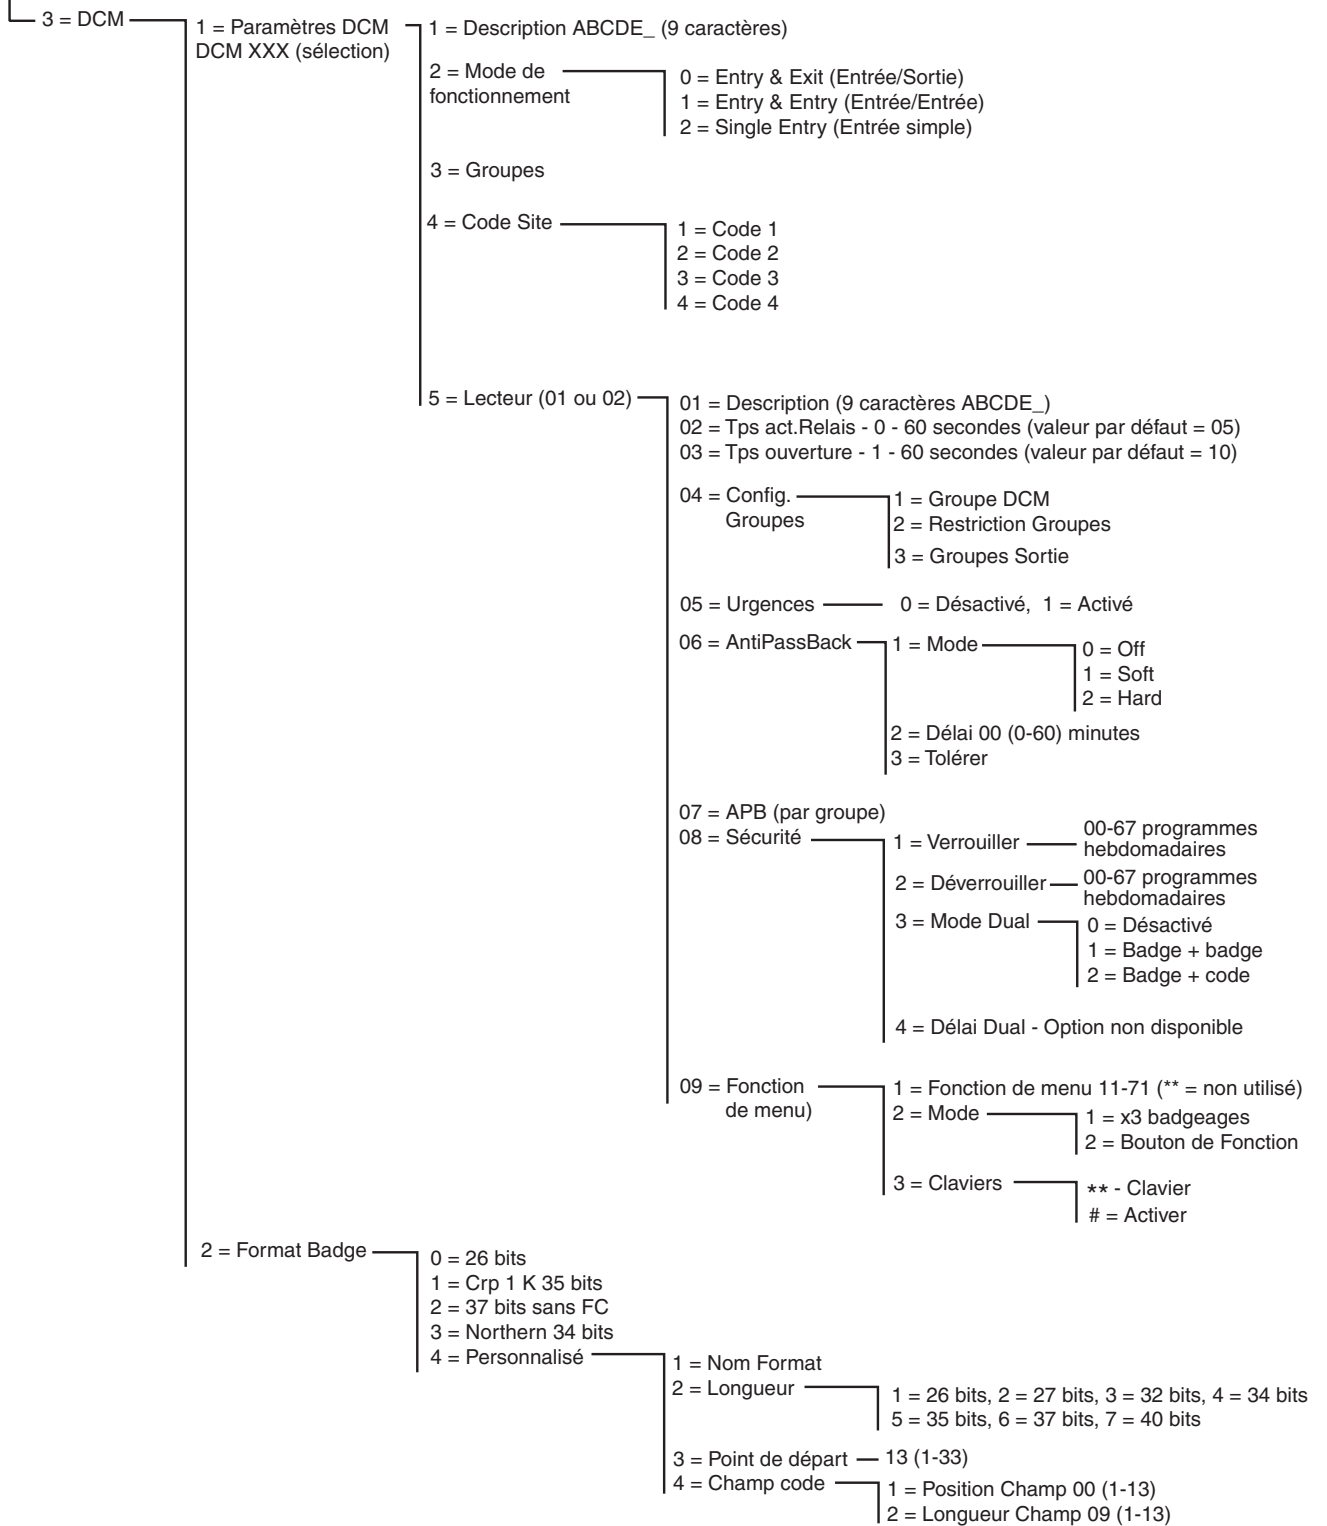 3 = DCM
1 = Paramètres DCM
DCM XXX (sélection)
1 = Description ABCDE_ (9 caractères)
2 = Mode de
fonctionnement
0 = Entry & Exit (Entrée/Sortie)
1 = Entry & Entry (Entrée/Entrée)
2 = Single Entry (Entrée simple)
3 = Groupes
4 = Code Site
1 = Code 1
2 = Code 2
3 = Code 3
4 = Code 4
5 = Lecteur (01 ou 02)
01 = Description (9 caractères ABCDE_)
02 = Tps act.Relais - 0 - 60 secondes (valeur par défaut = 05)
03 = Tps ouverture - 1 - 60 secondes (valeur par défaut = 10)
04 = Config.
Groupes
1 = Groupe DCM
2 = Restriction Groupes
3 = Groupes Sortie
05 = Urgences
0 = Désactivé, 1 = Activé
06 = AntiPassBack
1 = Mode
0 = Off
1 = Soft
2 = Hard
2 = Délai 00 (0-60) minutes
3 = Tolérer
07 = APB (par groupe)
08 = Sécurité
1 = Verrouiller
00-67 programmes
hebdomadaires
2 = Déverrouiller
00-67 programmes
hebdomadaires
3 = Mode Dual
0 = Désactivé
1 = Badge + badge
2 = Badge + code
4 = Délai Dual - Option non disponible
09 = Fonction
de menu)
1 = Fonction de menu 11-71 (** = non utilisé)
2 = Mode
1 = x3 badgeages
2 = Bouton de Fonction
3 = Claviers
** - Clavier
# = Activer
2 = Format Badge
0 = 26 bits
1 = Crp 1 K 35 bits
2 = 37 bits sans FC
3 = Northern 34 bits
4 = Personnalisé
1 = Nom Format
2 = Longueur
1 = 26 bits, 2 = 27 bits, 3 = 32 bits, 4 = 34 bits
5 = 35 bits, 6 = 37 bits, 7 = 40 bits
3 = Point de départ
13 (1-33)
4 = Champ code
1 = Position Champ 00 (1-13)
2 = Longueur Champ 09 (1-13)